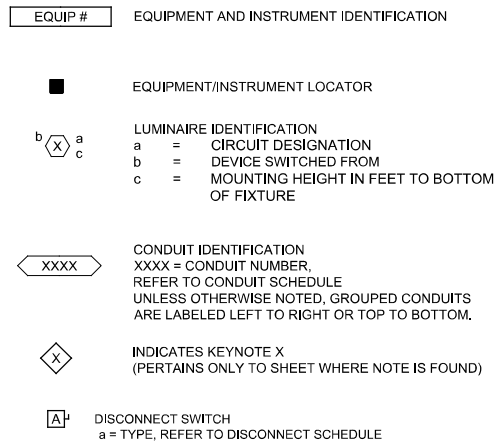 EQUIP # EQUIPMENT AND INSTRUMENT IDENTIFICATION
EQUIPMENT/INSTRUMENT LOCATOR
b X a c
LUMINAIRE IDENTIFICATION
a = CIRCUIT DESIGNATION
b = DEVICE SWITCHED FROM
c = MOUNTING HEIGHT IN FEET TO BOTTOM
OF FIXTURE
CONDUIT IDENTIFICATION
XXXX XXXX = CONDUIT NUMBER,
REFER TO CONDUIT SCHEDULE
UNLESS OTHERWISE NOTED, GROUPED CONDUITS
ARE LABELED LEFT TO RIGHT OR TOP TO BOTTOM.
X INDICATES KEYNOTE X
(PERTAINS ONLY TO SHEET WHERE NOTE IS FOUND)
A DISCONNECT SWITCH
a = TYPE, REFER TO DISCONNECT SCHEDULE